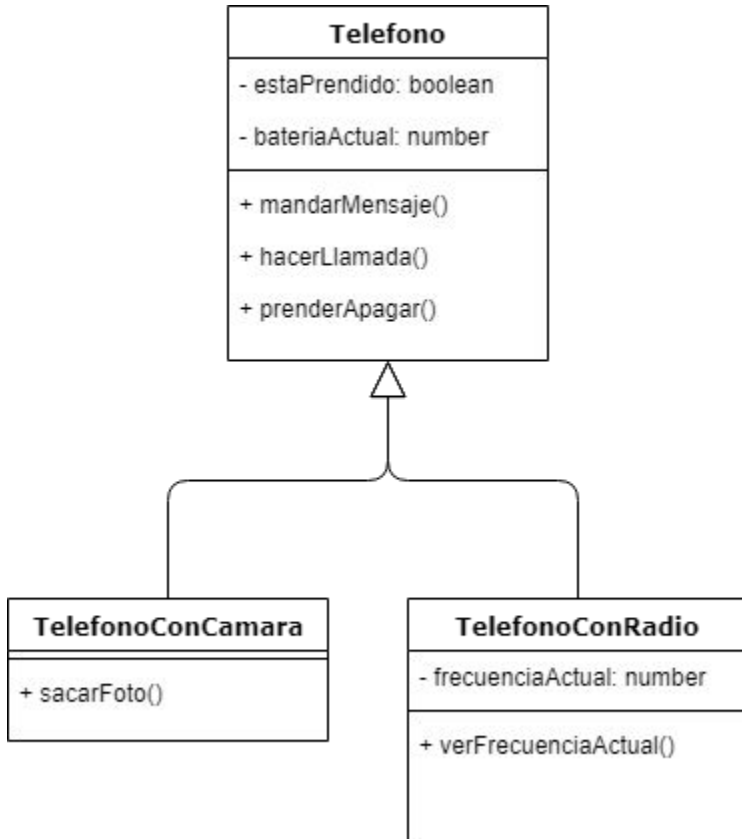 Telefono
- estaPrendido: boolean
- bateriaActual: number
+ mandarMensaje()
+ hacerLlamada()
+ prenderApagar()
TelefonoConCamara
+ sacarFoto()
TelefonoConRadio
- frecuenciaActual: number
+ verFrecuenciaActual()